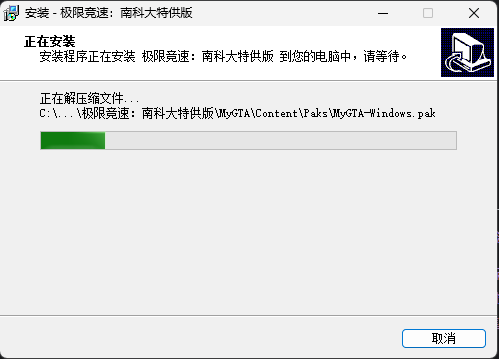 安装 - 极限竞速：南科大特供版
正在安装
安装程序正在安装 极限竞速：南科大特供版 到您的电脑中，请等待。
正在解压缩文件...
C:\...\极限竞速：南科大特供版\MyGTA\Content\Paks\MyGTA-Windows.pak
取消